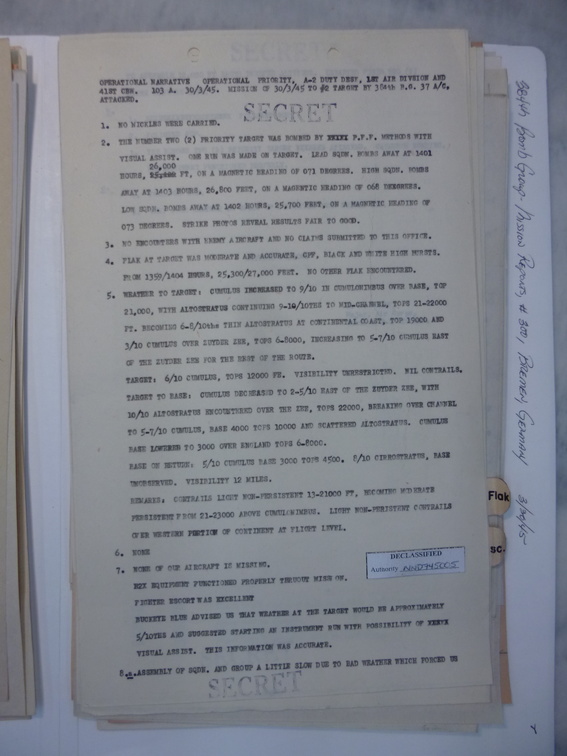 SECRET
OPERATIONAL NARRATIVE OPERATIONAL PRIORITY, A-2 DUTY DESK, 1ST AIR DIVISION AND
41ST CBW. 103 A. 30/3/45. MISSION OF 30/3/45 TO #2 TARGET BY 384th B.G. 37 A/C.
ATTACKED.
SECRET
1. NO NICKLES WERE CARRIED.
2. THE NUMBER TWO (2) PRIORITY TARGET WAS BOMBED BY P.F.F. METHODS WITH
VISUAL ASSIST. ONE RUN WAS MADE ON TARGET. LEAD SQDN. BOMBS AWAY AT 1401
26,000
HOURS, FT, ON A MAGNETIC HEADING OF 071 DEGREES. HIGH SQDN. BOMBS
AWAY AT 1403 HOURS, 26,800 FEET, ON A MAGENTIC HEADING OF 068 DEGREES.
LOW SQDN. BOMBS AWAY AT 1402 HOURS, 25,700 FEET, ON A MAGNETIC HEADING OF
073 DEGREES. STRIKE PHOTOS REVEAL RESULTS FAIR TO GOOD.
3. NO ENCOUNTERS WITH ENEMY AIRCRAFT AND NO CLAIMS SUBMITTED TO THIS OFFICE.
4. FLAK AT TARGET WAS MODERATE AND ACCURATE, CPF, BLACK AND WHITE HIGH BURSTS.
FROM 1359/1404 HOURS, 25,300/27,000 FEET. NO OTHER FLAK ENCOUNTERED.
5. WEATHER TO TARGET: CUMULUS INCREASED TO 9/10 IN CUMULONIMBUS OVER BASE, TOP
21,000, WITH ALTOSTRATUS CONTINUING 9-10/10TES TO MID-CHANNEL, TOPS 21-22000
FT. BECOMING 6-8/10ths THIN ALTOSTRATUS AT CONTINENTAL COAST, TOP 19000 AND
3/10 CUMULUS OVER ZUYDER ZEE, TOPS 6-8000, INCREASING TO 5-7/10 CUMULUS EAST
OF THE ZUYDER ZEE FOR THE REST OF THE ROUTE.
TARGET: 6/10 CUMULUS, TOPS 12000 FT. VISIBILITY UNRESTRICTED. NIL CONTRAILS.
TARGET TO BASE: CUMULUS DECREASED TO 2-5/10 EAST OF THE ZUYDER ZEE, WITH
10/10 ALTOSTRATUS ENCOUNTERED OVER THE ZEE, TOPS 22000, BREAKING OVER CHANNEL
TO 5-7/10 CUMULUS, BASE 4000 TOPS 10000 AND SCATTERED ALTOSTRATUS. CUMULUS
BASE LOWERED TO 3000 OVER ENGLAND TOPS 6-8000.
BASE ON RETURN: 5/10 CUMULUS BASE 3000 TOPS 4500. 8/10 CIRROSTRATUS, BASE
UNOBSERVED. VISIBILITY 12 MILES.
REMARKS. CONTRAILS LIGHT NON-PERSISTENT 13-21000 FT. BECOMING MODERATE
PERSISTENT FROM 21-23000 ABOVE CUMULONIMBUS. LIGHT NON-PERISTENT CONTRAILS
OVER WESTERN PORTION OF CONTINENT AT FLIGHT LEVEL.
6. NONE
7. NONE OF OUR AIRCRAFT IS MISSING.
EQUIPMENT FUNCTIONED PROPERLY THRUOUT MISSION.
FIGHTER ESCORT WAS EXCELLENT
BUCKEYE BLUE ADVISED US THAT WEATHER AT THE TARGET WOULD BE APPROXIMATELY
5/10TES AND SUGGESTED STARTING AN INSTRUMENT RUN WITH POSSIBILITY OF
VISUAL ASSIST. THIS INFORMATION WAS ACCURATE.
8.a.ASSEMBLY OF SQDN. AND GROUP A LITTLE SLOW DUE TO BAD WEATHER WHICH FORCED US
SECRET
DECLASSIFIED
Authority NND745005
384th Bomb Group - Mission Reports, # 300, Bremen, Germany 3/30/45
Flak
SC.